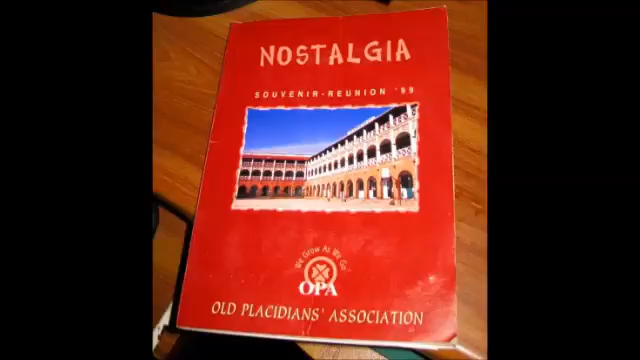 NOSTALGIA
SOUVENIR-REUNION '99
We Grow As We Go
OPA
OLD PLACIDIANS' ASSOCIATION